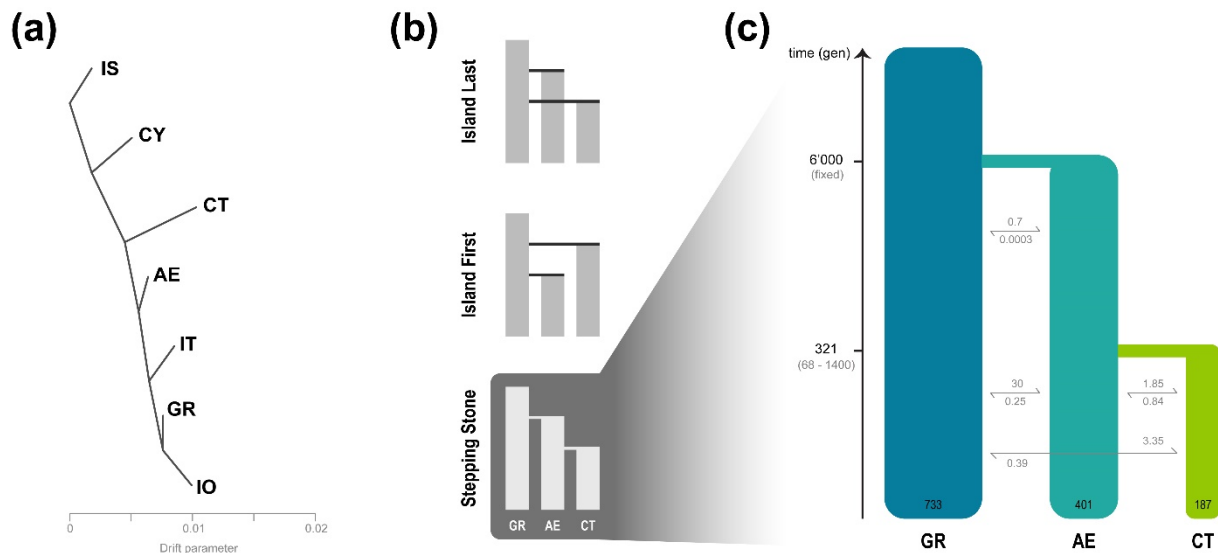 (a)
IS
CY
CT
AE
IT
GR
IO
0
0.01
0.02
Drift parameter
(b)
Island Last
Island First
Stepping Stone
GR
AE
CT
(c)
time (gen)
6'000
(fixed)
321
(68 - 1400)
0.7
0.0003
30
0.25
1.85
0.84
3.35
0.39
733
401
187
GR
AE
CT